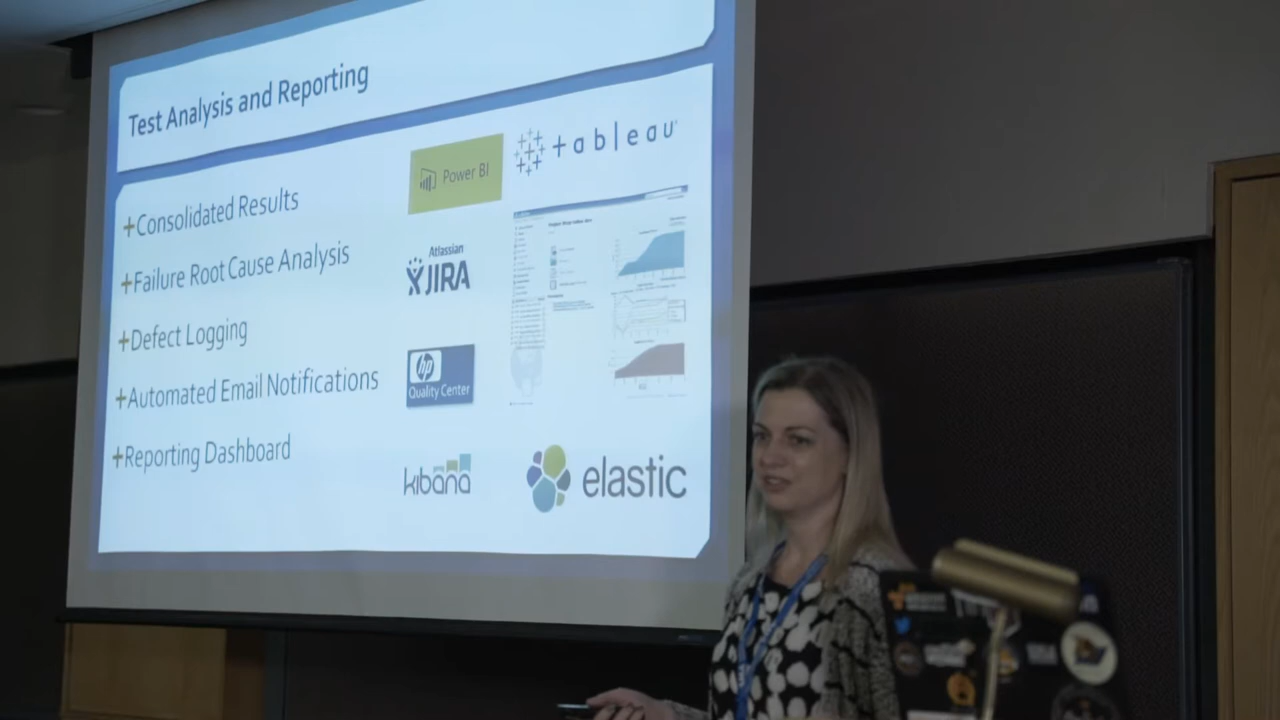 Test Analysis and Reporting
+Consolidated Results
+Failure Root Cause Analysis
+Defect Logging
+Automated Email Notifications
+Reporting Dashboard
Power BI
+ableau
Atlassian
JIRA
hp
Quality Center
kibana
elastic